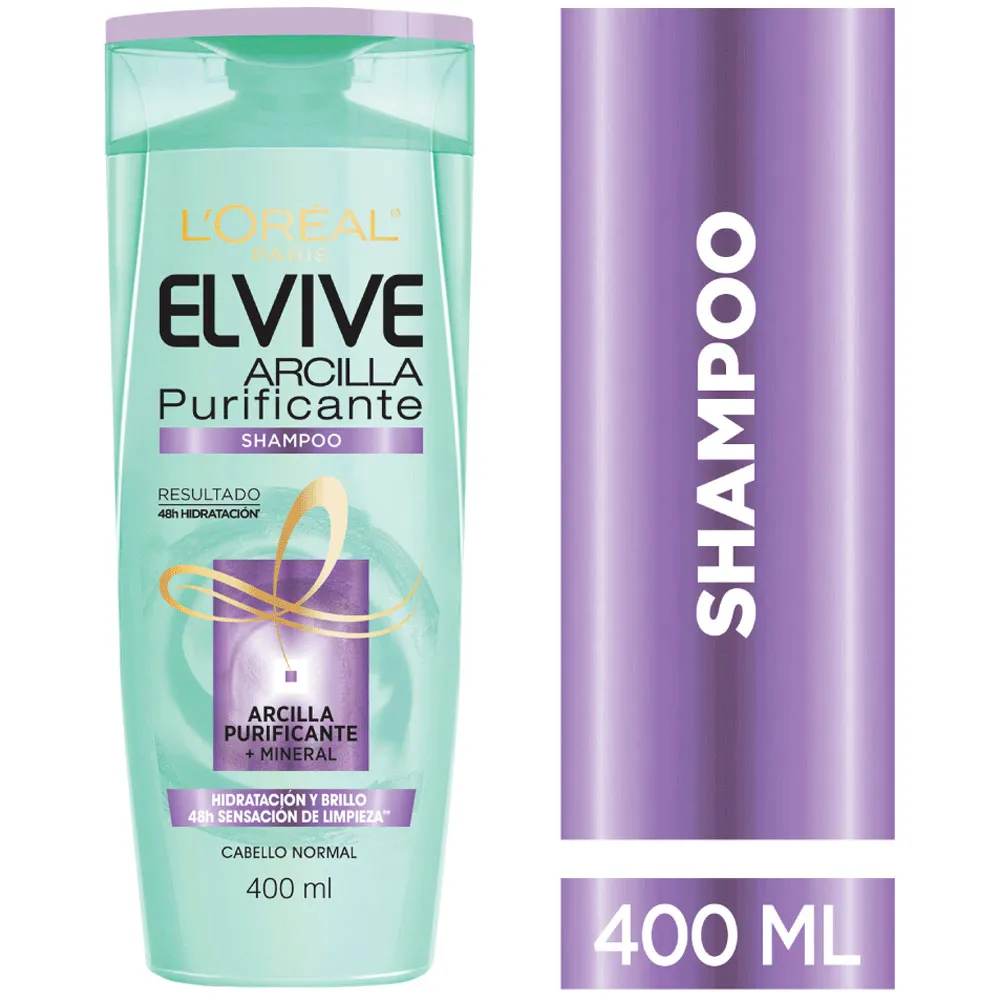 L'ORÉAL®
PARIS
ELVIVE
ARCILLA
Purificante
SHAMPOO
RESULTADO
48h HIDRATACIÓN*
ARCILLA
PURIFICANTE
+ MINERAL
HIDRATACIÓN Y BRILLO
48h SENSACIÓN DE LIMPIEZA**
CABELLO NORMAL
400 ml
SHAMPOO
400 ML